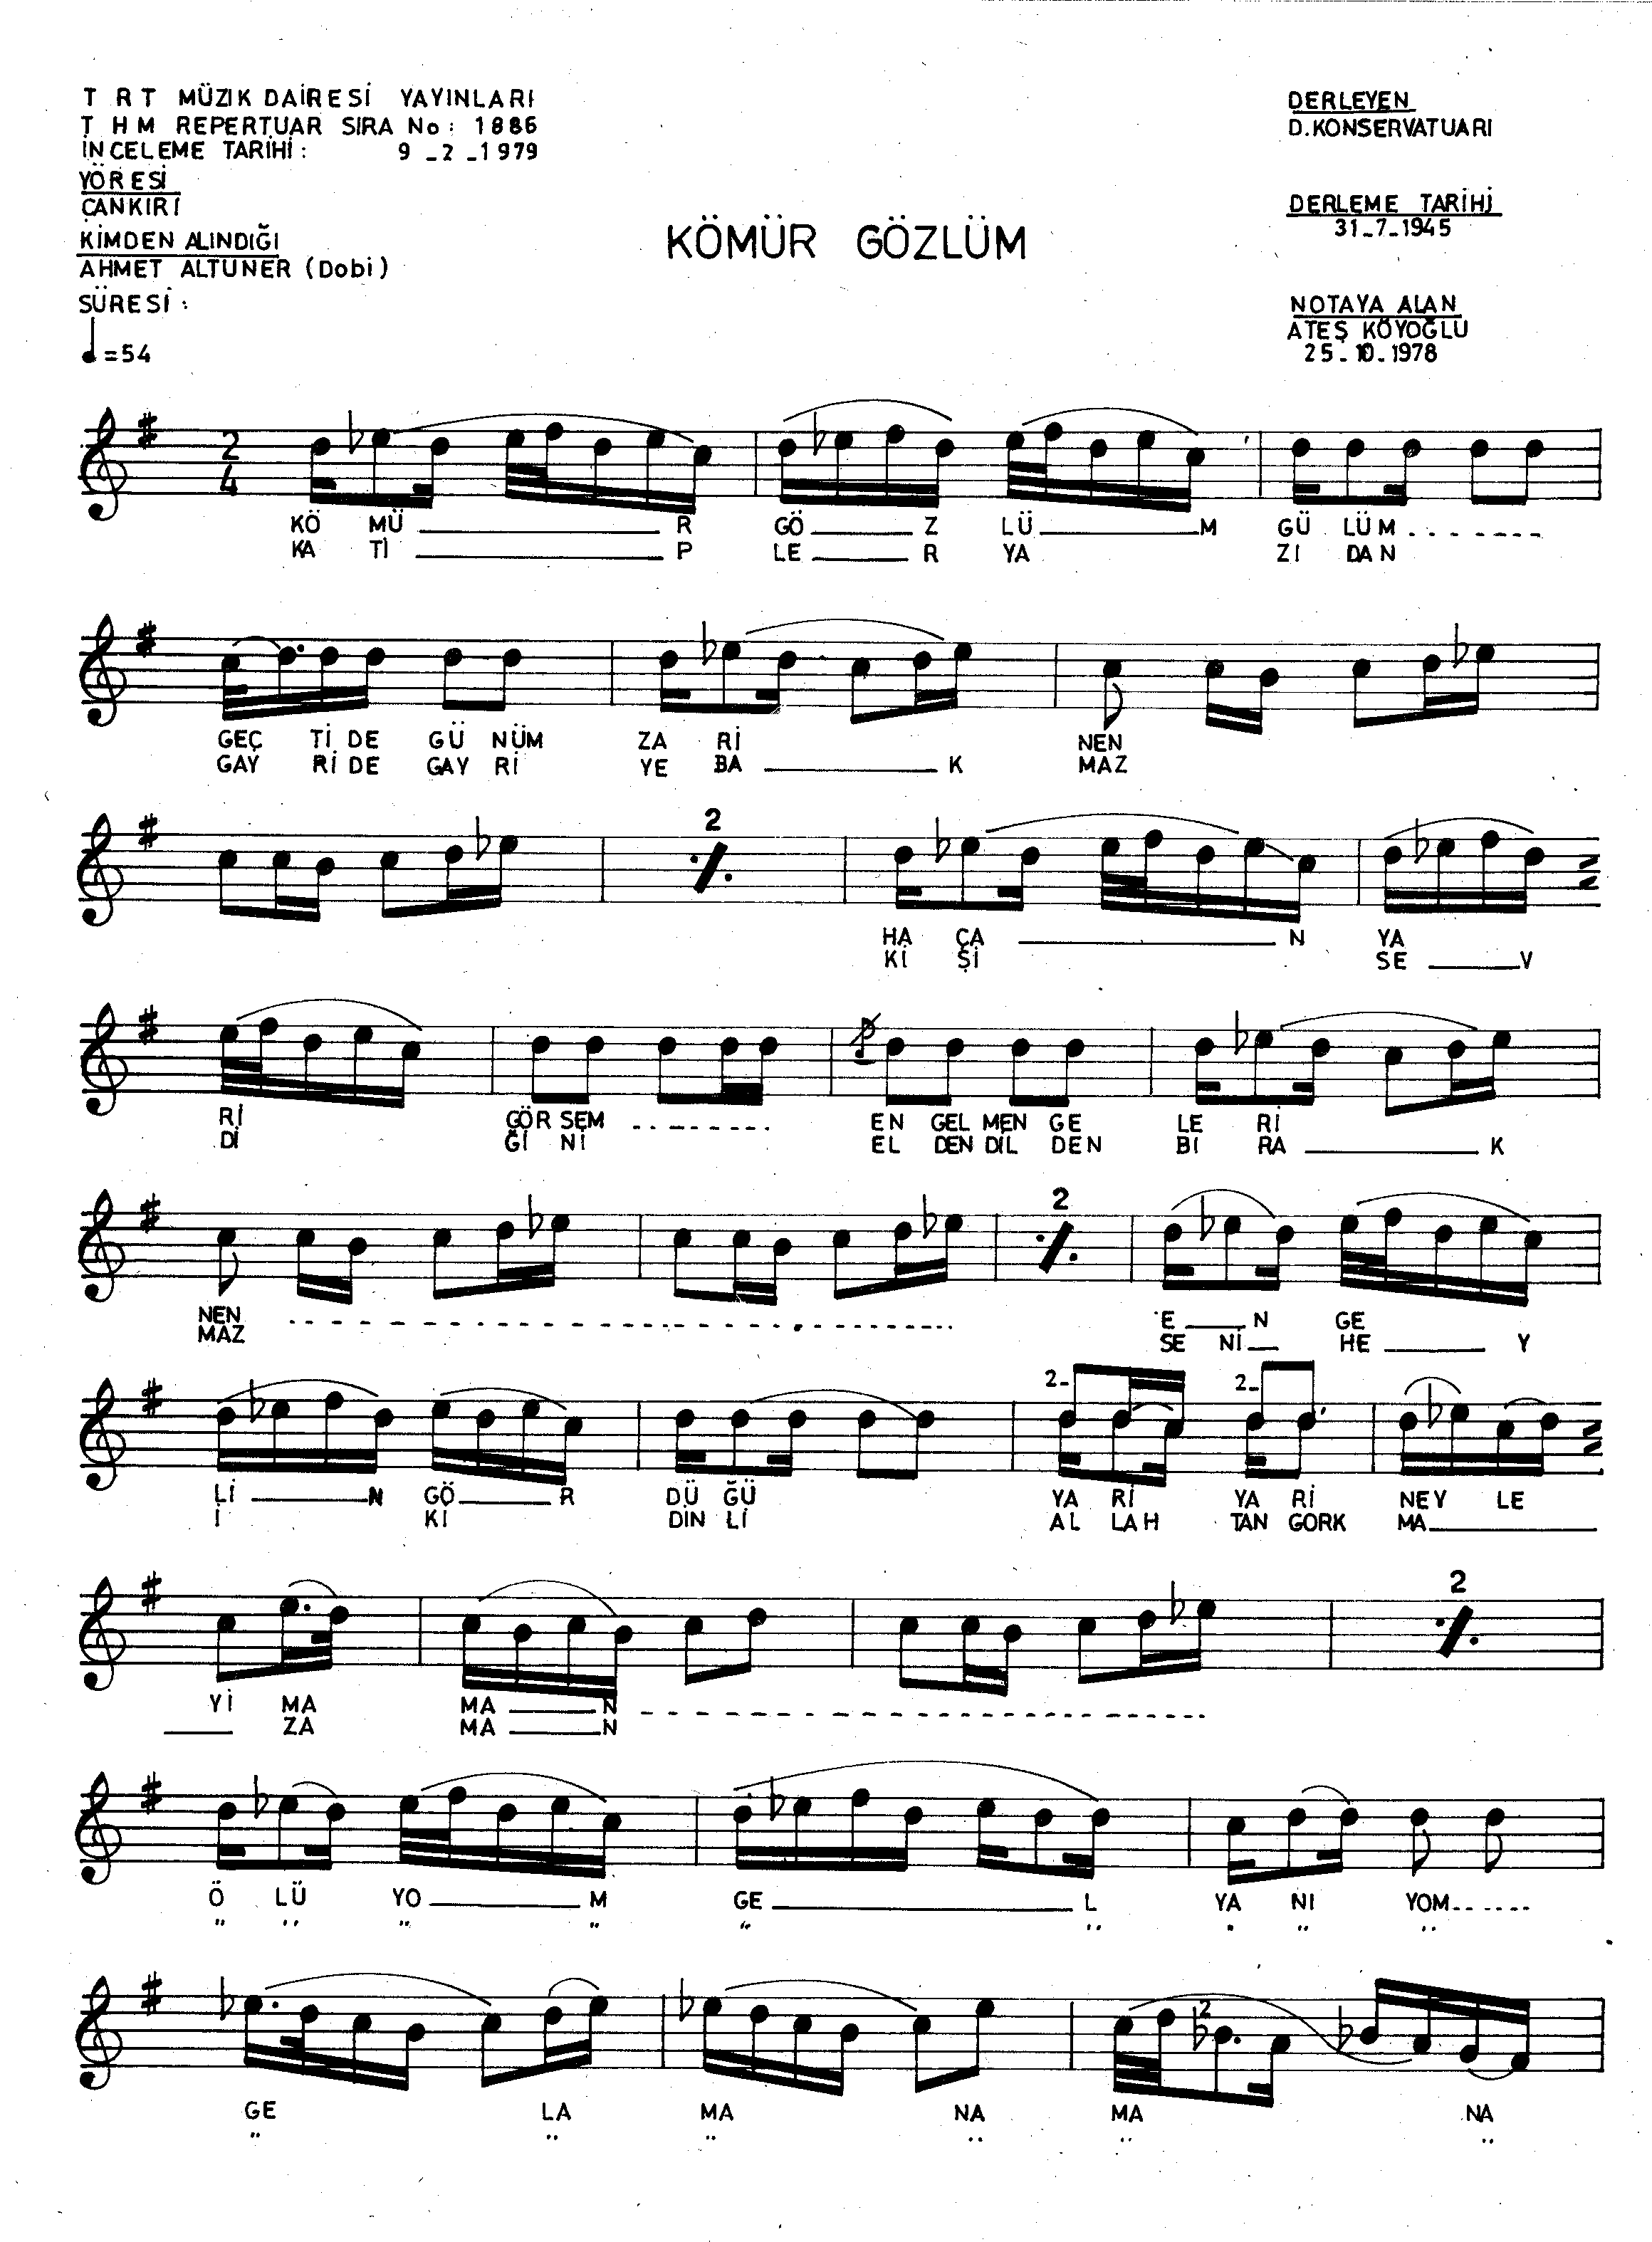 T R T MÜZIK DAİRESİ YAYINLARI
T H M REPERTUAR SIRA No: 1886
İNCELEME TARİHİ: 9_2_1979
YÖRESİ
ÇANKIRI
KİMDEN ALINDIĞI
AHMET ALTUNER (Dobi)
SÜRESİ:
=54
KÖMÜR GÖZLÜM
DERLEYEN
D.KONSERVATUARI
DERLEME TARİHİ
31_7_1945
NOTAYA ALAN
ATEŞ KÖYOĞLU
25_10_1978
2
4
KÖ MÜ R GÖ Z LÜ M GÜ LÜM
KA Tİ P LE R YA ZI DAN
GEÇ Tİ DE GÜ NÜM ZA Rİ NEN
GAY Rİ DE GAY Rİ YE BA K MAZ
2
HA ÇA N YA
Kİ Şİ SE V
Rİ GÖR SEM EN GEL MEN GE LE Rİ
Dİ Ğİ Nİ EL DEN DİL DEN BI RA K
2
NEN E N GE
MAZ SE Nİ HE Y
2_ 2_
Lİ N GÖ R DÜ ĞÜ YA Rİ YA Rİ NEY LE
İ Kİ DİN Lİ AL LAH TAN GORK MA
2
Yİ MA MA N
ZA MA N
Ö LÜ YO M GE L YA NI YOM
" " " " " " " " "
2
GE LA MA NA MA NA
" " " " " "